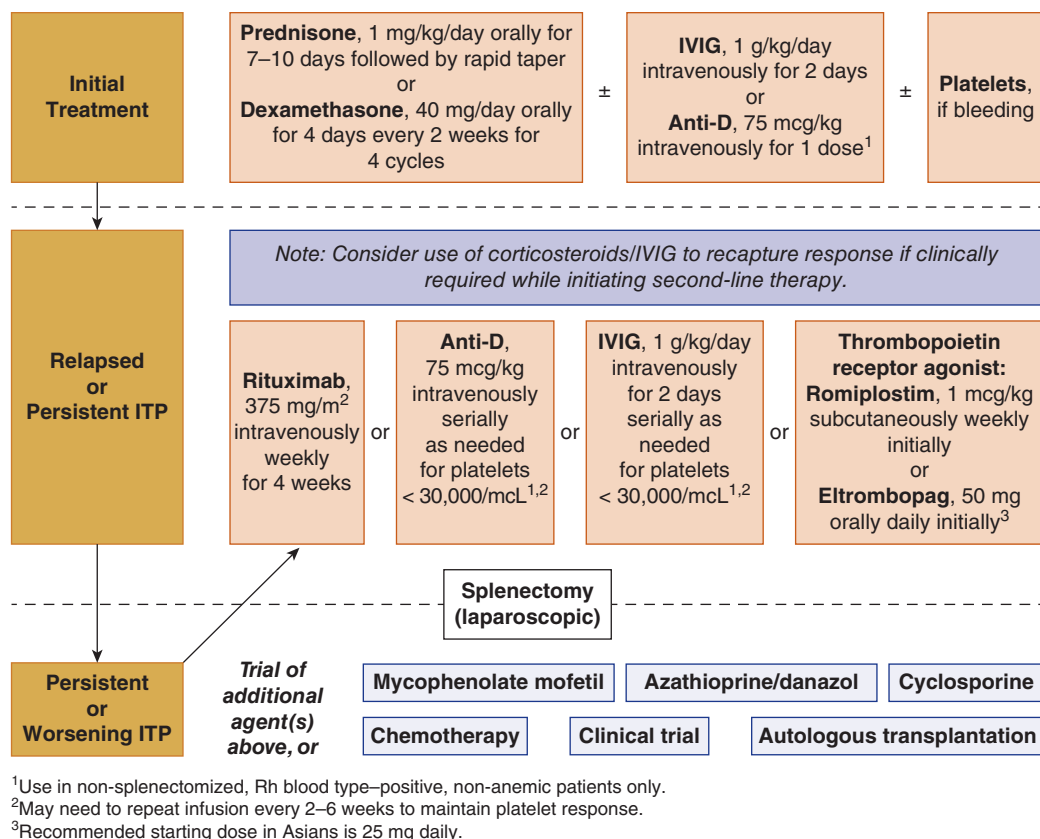 Initial
Treatment
Prednisone, 1 mg/kg/day orally for
7–10 days followed by rapid taper
or
Dexamethasone, 40 mg/day orally
for 4 days every 2 weeks for
4 cycles
±
IVIG, 1 g/kg/day
intravenously for 2 days
or
Anti-D, 75 mcg/kg
intravenously for 1 dose¹
±
Platelets,
if bleeding
Relapsed
or
Persistent ITP
Note: Consider use of corticosteroids/IVIG to recapture response if clinically
required while initiating second-line therapy.
Rituximab,
375 mg/m²
intravenously
weekly
for 4 weeks
or
Anti-D,
75 mcg/kg
intravenously
serially
as needed
for platelets
< 30,000/mcL¹,²
or
IVIG, 1 g/kg/day
intravenously
for 2 days
serially as
needed
for platelets
< 30,000/mcL¹,²
or
Thrombopoietin
receptor agonist:
Romiplostim, 1 mcg/kg
subcutaneously weekly
initially
or
Eltrombopag, 50 mg
orally daily initially³
Splenectomy
(laparoscopic)
Persistent
or
Worsening ITP
Trial of
additional
agent(s)
above, or
Mycophenolate mofetil
Azathioprine/danazol
Cyclosporine
Chemotherapy
Clinical trial
Autologous transplantation
¹Use in non-splenectomized, Rh blood type–positive, non-anemic patients only.
²May need to repeat infusion every 2–6 weeks to maintain platelet response.
³Recommended starting dose in Asians is 25 mg daily.